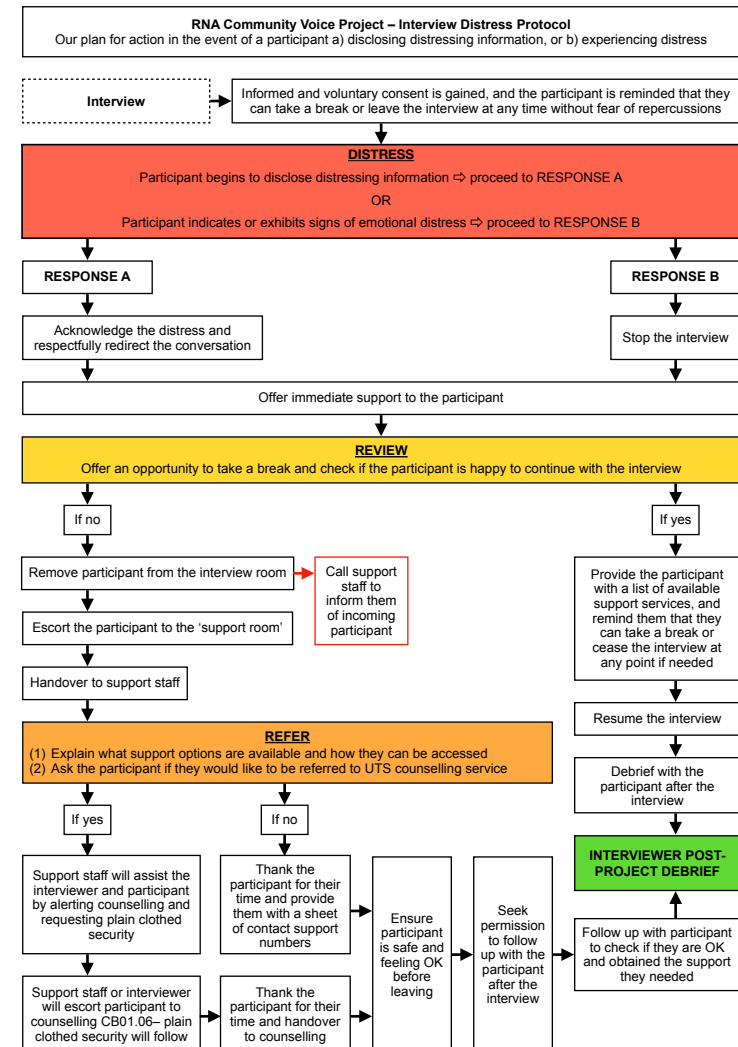 RNA Community Voice Project – Interview Distress Protocol
Our plan for action in the event of a participant a) disclosing distressing information, or b) experiencing distress
Interview
Informed and voluntary consent is gained, and the participant is reminded that they
can take a break or leave the interview at any time without fear of repercussions
DISTRESS
Participant begins to disclose distressing information ⇨ proceed to RESPONSE A
OR
Participant indicates or exhibits signs of emotional distress ⇨ proceed to RESPONSE B
RESPONSE A
RESPONSE B
Acknowledge the distress and
respectfully redirect the conversation
Stop the interview
Offer immediate support to the participant
REVIEW
Offer an opportunity to take a break and check if the participant is happy to continue with the interview
If no
If yes
Remove participant from the interview room
Call support
staff to
inform them
of incoming
participant
Escort the participant to the ‘support room’
Handover to support staff
Provide the participant
with a list of available
support services, and
remind them that they
can take a break or
cease the interview at
any point if needed
Resume the interview
Debrief with the
participant after the
interview
REFER
(1) Explain what support options are available and how they can be accessed
(2) Ask the participant if they would like to be referred to UTS counselling service
If yes
If no
Support staff will assist the
interviewer and participant
by alerting counselling and
requesting plain clothed
security
Thank the
participant for their
time and provide
them with a sheet
of contact support
numbers
Support staff or interviewer
will escort participant to
counselling CB01.06– plain
clothed security will follow
Thank the
participant for their
time and handover
to counselling
Ensure
participant
is safe and
feeling OK
before
leaving
Seek
permission
to follow
up with the
participant
after the
interview
Follow up with participant
to check if they are OK
and obtained the support
they needed
INTERVIEWER POST-
PROJECT DEBRIEF